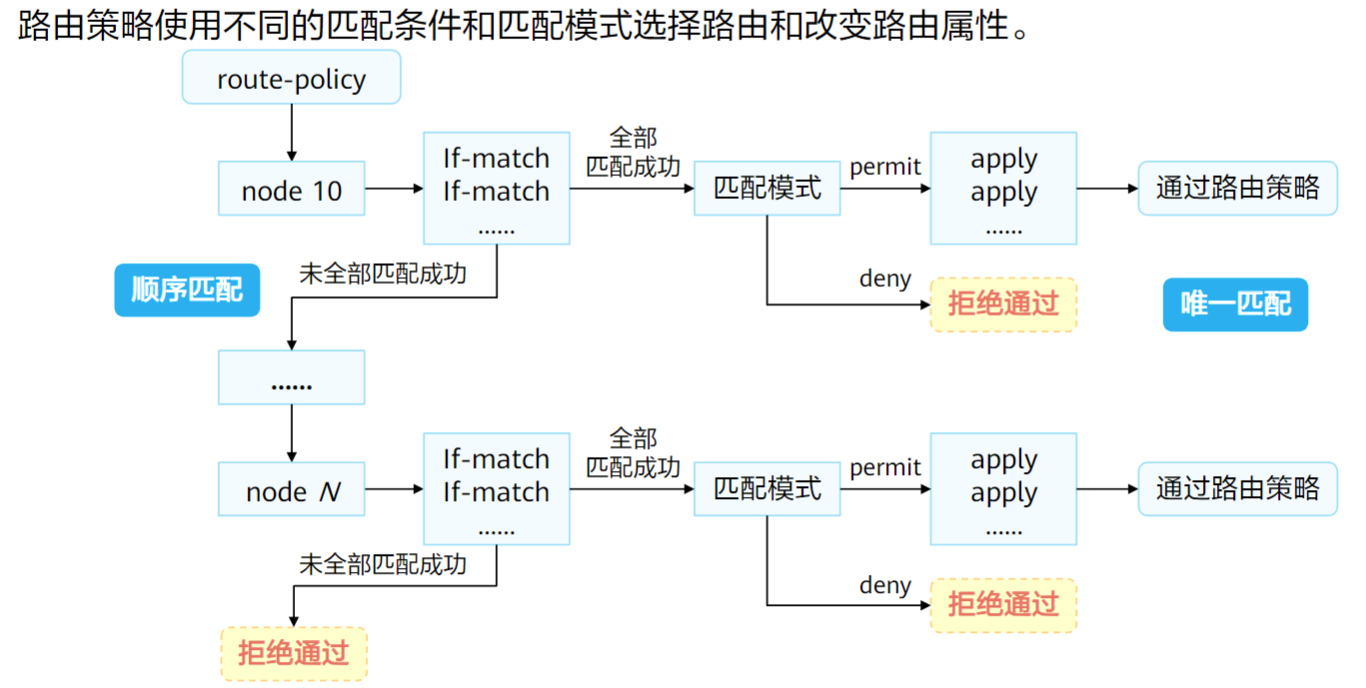 路由策略使用不同的匹配条件和匹配模式选择路由和改变路由属性。
route-policy
node 10
If-match
If-match
......
全部
匹配成功
匹配模式
permit
apply
apply
......
通过路由策略
未全部匹配成功
deny
拒绝通过
顺序匹配
唯一匹配
......
node N
If-match
If-match
......
全部
匹配成功
匹配模式
permit
apply
apply
......
通过路由策略
未全部匹配成功
deny
拒绝通过
拒绝通过